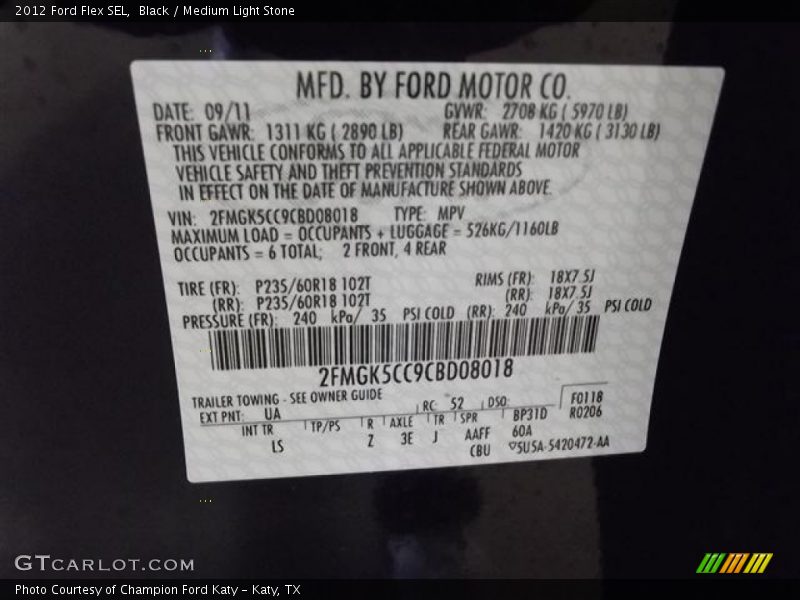 2012 Ford Flex SEL,  Black / Medium Light Stone
MFD. BY FORD MOTOR CO.
DATE: 09/11 GVWR: 2708 KG ( 5970 LB)
FRONT GAWR: 1311 KG ( 2890 LB) REAR GAWR: 1420 KG ( 3130 LB)
THIS VEHICLE CONFORMS TO ALL APPLICABLE FEDERAL MOTOR
VEHICLE SAFETY AND THEFT PREVENTION STANDARDS
IN EFFECT ON THE DATE OF MANUFACTURE SHOWN ABOVE.
VIN: 2FMGK5CC9CBD08018 TYPE: MPV
MAXIMUM LOAD = OCCUPANTS + LUGGAGE = 526KG/1160LB
OCCUPANTS = 6 TOTAL; 2 FRONT, 4 REAR
TIRE (FR): P235/60R18 102T RIMS (FR): 18X7.5J
(RR): P235/60R18 102T (RR): 18X7.5J
PRESSURE (FR): 240 kPa/ 35 PSI COLD (RR): 240 kPa/ 35 PSI COLD
2FMGK5CC9CBD08018
TRAILER TOWING - SEE OWNER GUIDE
EXT PNT: UA RC: 52 DSO: F0118
INT TR TP/PS R AXLE TR SPR BP31D R0206
LS Z 3E J AAFF 60A
CBU ▽SU5A-5420472-AA
GTCARLOT.COM
Photo Courtesy of Champion Ford Katy – Katy, TX